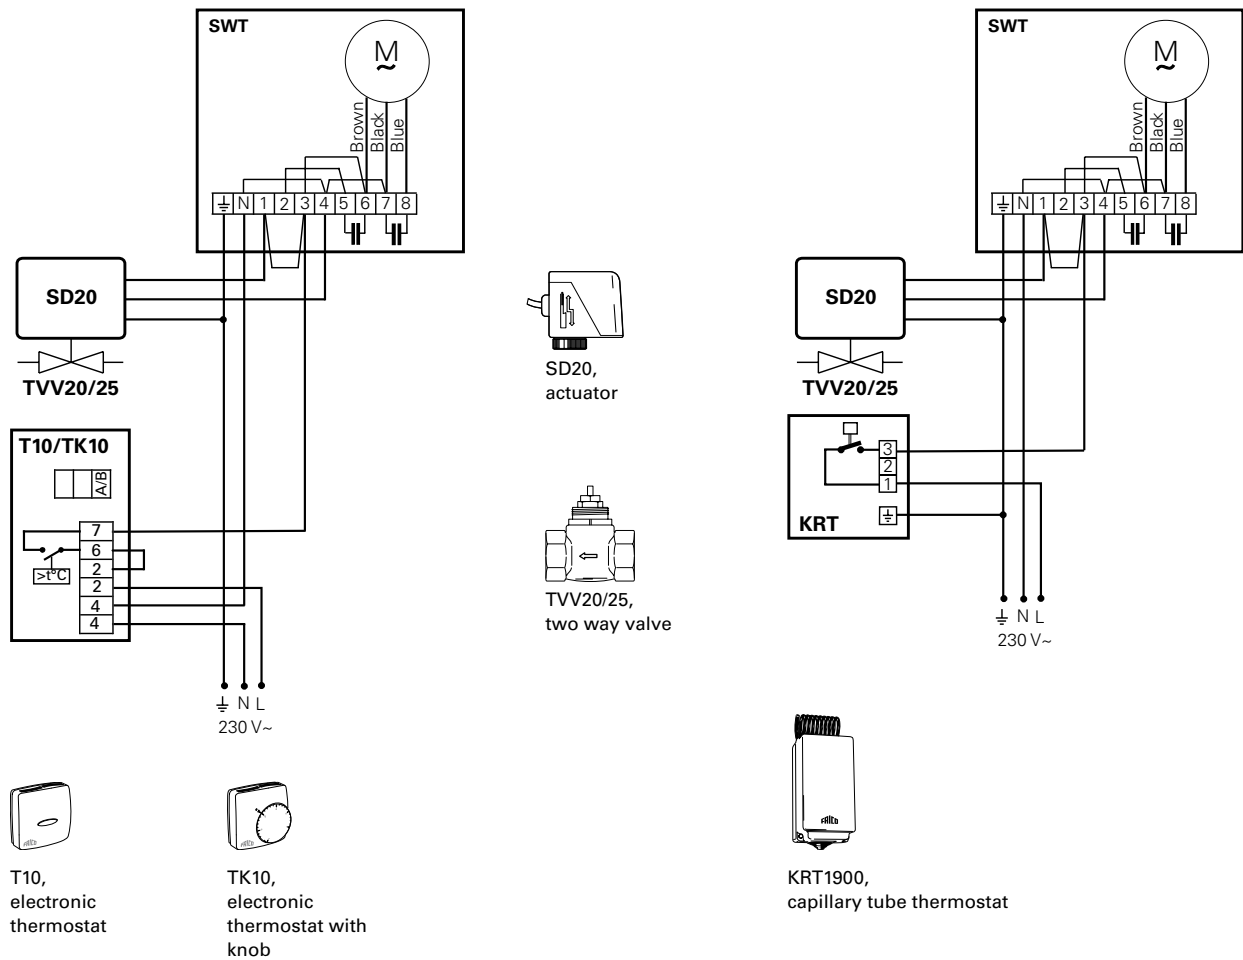 SWT
M
~
Brown
Black
Blue
N 1 2 3 4 5 6 7 8
SD20
TVV20/25
T10/TK10
A/B
7
6
2
2
4
4
>t°C
N L
230 V~
T10,
electronic
thermostat
TK10,
electronic
thermostat with
knob
SD20,
actuator
TVV20/25,
two way valve
SWT
M
~
Brown
Black
Blue
N 1 2 3 4 5 6 7 8
SD20
TVV20/25
3
2
1
KRT
N L
230 V~
FRICO
FRICO
FRICO
KRT1900,
capillary tube thermostat